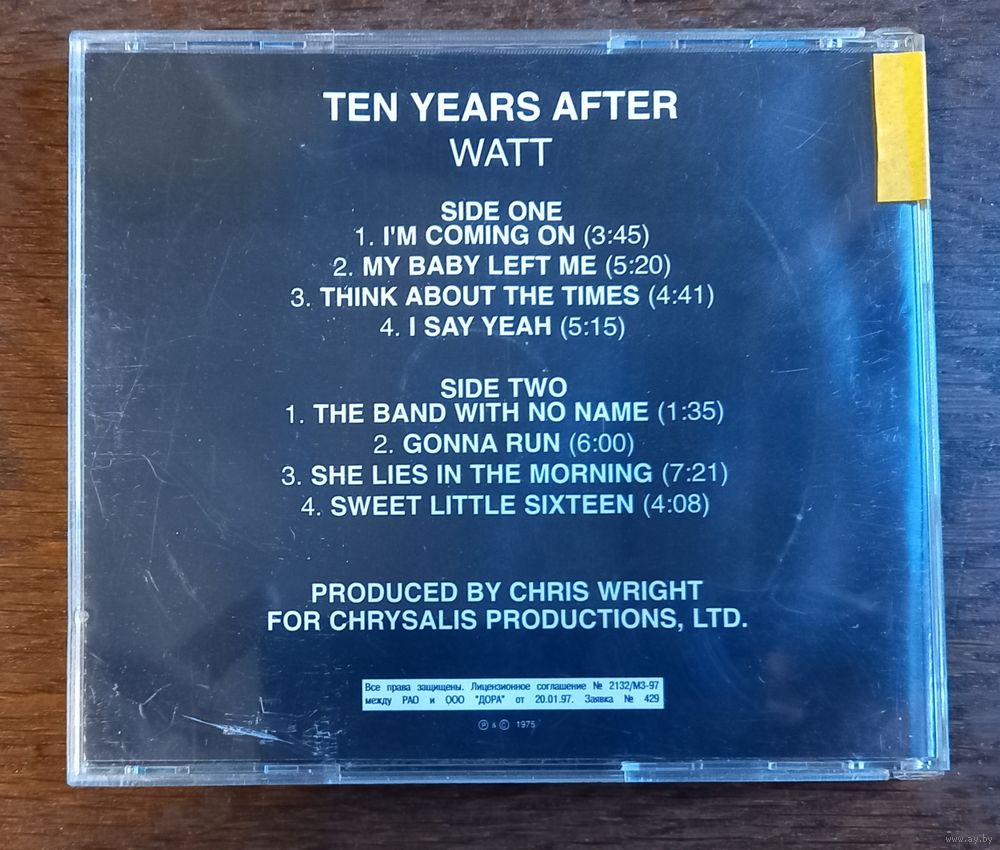 TEN YEARS AFTER
WATT
SIDE ONE
1. I'M COMING ON (3:45)
2. MY BABY LEFT ME (5:20)
3. THINK ABOUT THE TIMES (4:41)
4. I SAY YEAH (5:15)
SIDE TWO
1. THE BAND WITH NO NAME (1:35)
2. GONNA RUN (6:00)
3. SHE LIES IN THE MORNING (7:21)
4. SWEET LITTLE SIXTEEN (4:08)
PRODUCED BY CHRIS WRIGHT
FOR CHRYSALIS PRODUCTIONS, LTD.
Все права защищены. Лицензионное соглашение № 2132/МЗ-97
между РАО и ООО "ДОРА" от 20.01.97. Заявка № 429
℗ & © 1975
www.ay.by